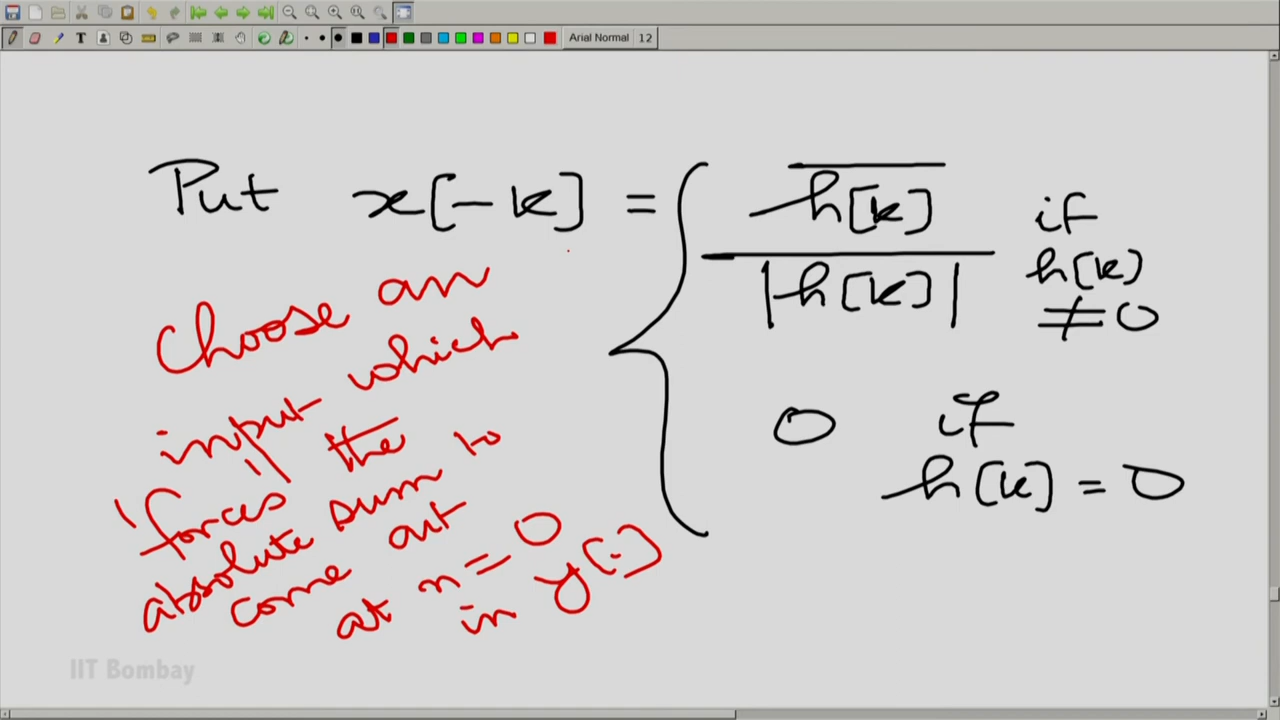 Arial Normal 12
Put x[-k] = { \overline{h[k]} / |h[k]| if h[k] ≠ 0
0 if h[k] = 0
Choose an
input which
'forces" the
absolute sum to
come out
at n = 0
in y[.]
IIT Bombay